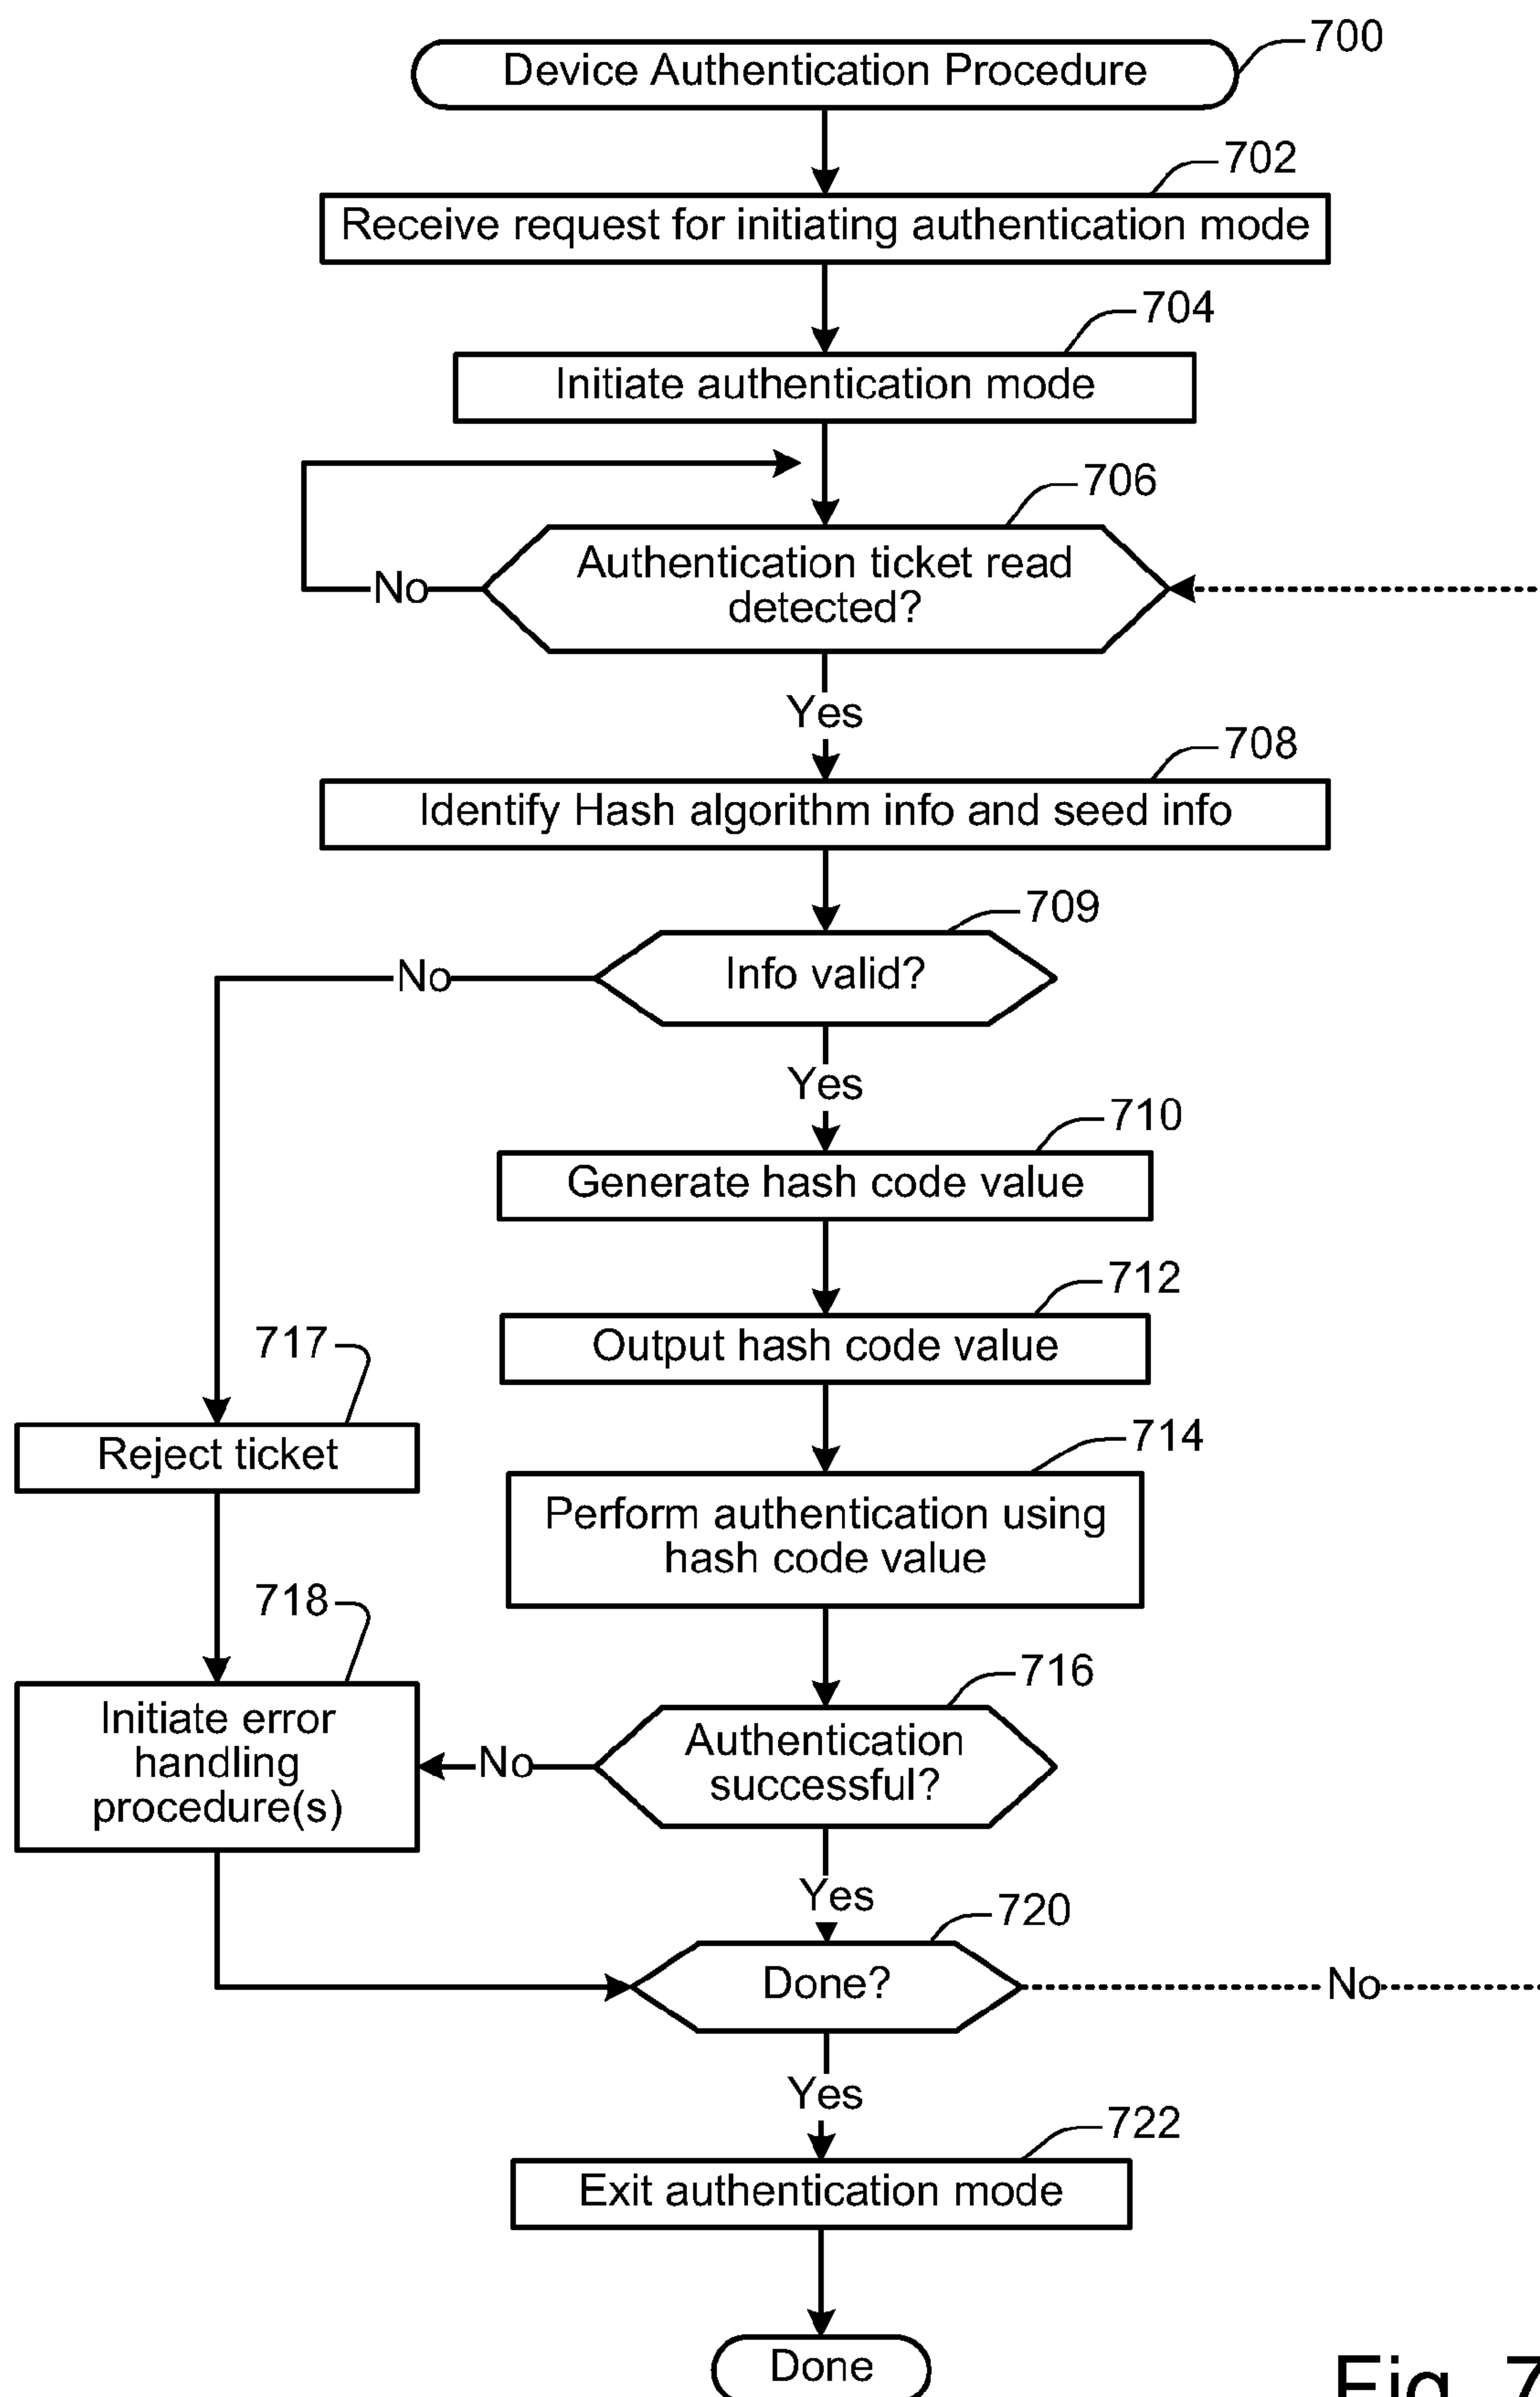 700
Device Authentication Procedure
702
Receive request for initiating authentication mode
704
Initiate authentication mode
706
Authentication ticket read
detected?
No
Yes
708
Identify Hash algorithm info and seed info
709
Info valid?
No
Yes
710
Generate hash code value
712
Output hash code value
717
Reject ticket
714
Perform authentication using
hash code value
718
Initiate error
handling
procedure(s)
716
Authentication
successful?
No
Yes
720
Done?
No
Yes
722
Exit authentication mode
Done
Fig. 7